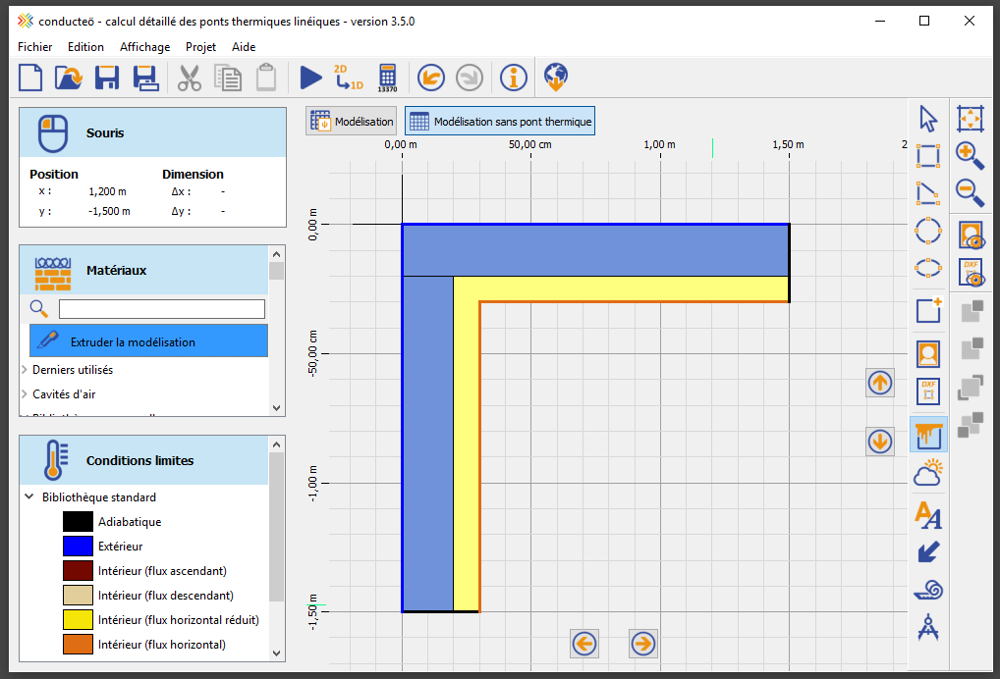 conducteö - calcul détaillé des ponts thermiques linéiques - version 3.5.0
Fichier Edition Affichage Projet Aide
2D
1D
13370
Souris
Position Dimension
x : 1,200 m Δx : -
y : -1,500 m Δy : -
Matériaux
Extruder la modélisation
Derniers utilisés
Cavités d'air
Conditions limites
Bibliothèque standard
Adiabatique
Extérieur
Intérieur (flux ascendant)
Intérieur (flux descendant)
Intérieur (flux horizontal réduit)
Intérieur (flux horizontal)
Modélisation Modélisation sans pont thermique
0,00 m 50,00 cm 1,00 m 1,50 m 2
0,00 m
-50,00 cm
-1,00 m
-1,50 m
DXF
DXF
AA